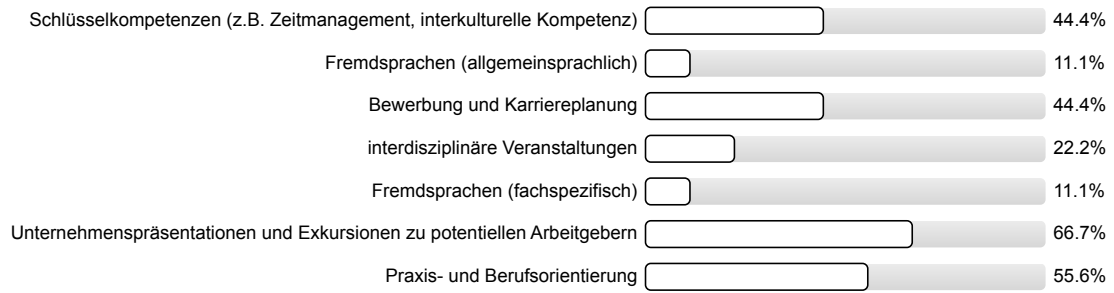 Schlüsselkompetenzen (z.B. Zeitmanagement, interkulturelle Kompetenz) 44.4%
Fremdsprachen (allgemeinsprachlich) 11.1%
Bewerbung und Karriereplanung 44.4%
interdisziplinäre Veranstaltungen 22.2%
Fremdsprachen (fachspezifisch) 11.1%
Unternehmenspräsentationen und Exkursionen zu potentiellen Arbeitgebern 66.7%
Praxis- und Berufsorientierung 55.6%